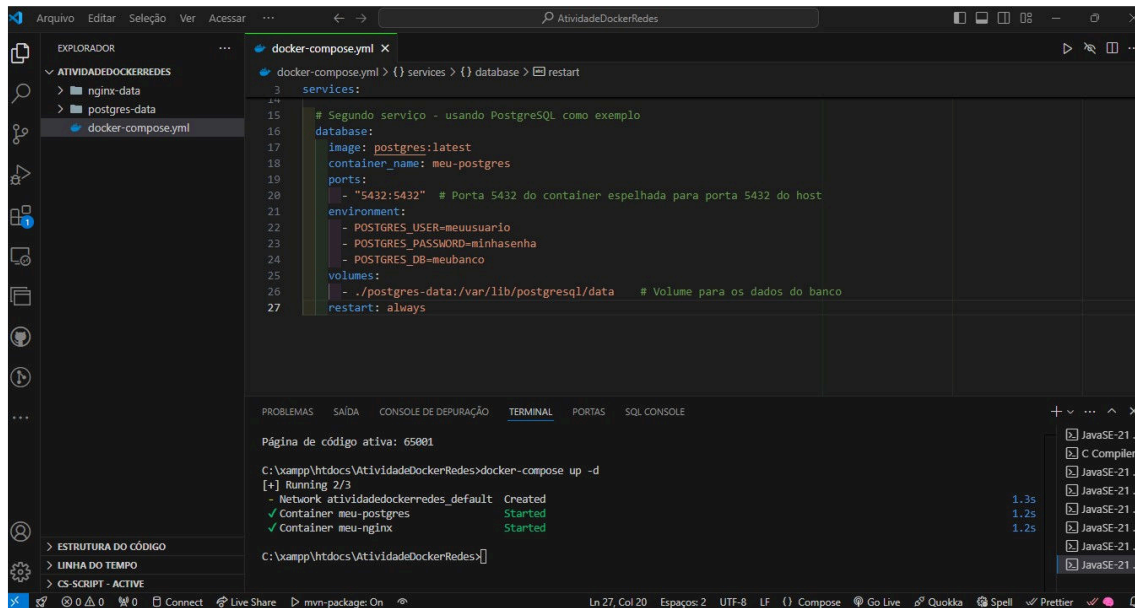 Arquivo Editar Seleção Ver Acessar ...
AtividadeDockerRedes
EXPLORADOR ...
ATIVIDADEDOCKERREDES
nginx-data
postgres-data
docker-compose.yml
ESTRUTURA DO CÓDIGO
LINHA DO TEMPO
CS-SCRIPT - ACTIVE
1
docker-compose.yml
docker-compose.yml > {} services > {} database > restart
3 services:
14
15 # Segundo serviço - usando PostgreSQL como exemplo
16 database:
17 image: postgres:latest
18 container_name: meu-postgres
19 ports:
20 - "5432:5432" # Porta 5432 do container espelhada para porta 5432 do host
21 environment:
22 - POSTGRES_USER=meuusuario
23 - POSTGRES_PASSWORD=minhasenha
24 - POSTGRES_DB=meubanco
25 volumes:
26 - ./postgres-data:/var/lib/postgresql/data # Volume para os dados do banco
27 restart: always
PROBLEMAS SAÍDA CONSOLE DE DEPURAÇÃO TERMINAL PORTAS SQL CONSOLE
Página de código ativa: 65001
C:\xampp\htdocs\AtividadeDockerRedes>docker-compose up -d
[+] Running 2/3
- Network atividadedockerredes_default Created 1.3s
✓ Container meu-postgres Started 1.2s
✓ Container meu-nginx Started 1.2s
C:\xampp\htdocs\AtividadeDockerRedes>
JavaSE-21 .
C Compiler
JavaSE-21 .
JavaSE-21 .
JavaSE-21 .
JavaSE-21 .
JavaSE-21 .
JavaSE-21 .
0 0 0 Connect Live Share mvn-package: On Ln 27, Col 20 Espaços: 2 UTF-8 LF {} Compose Go Live Quokka Spell Prettier